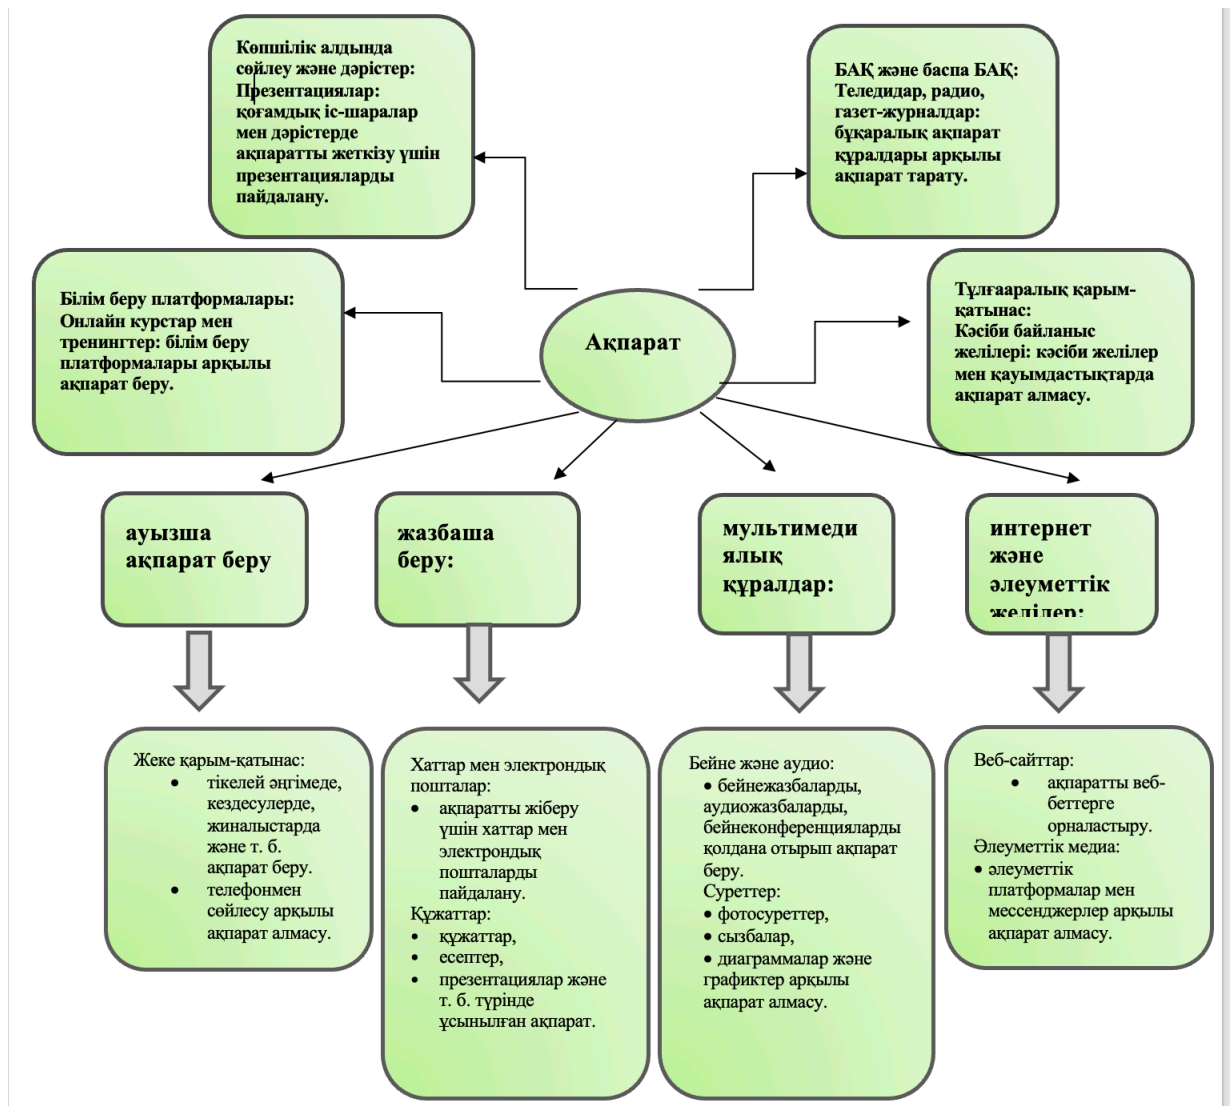 Көпшілік алдында
сөйлеу және дәрістер:
Презентациялар:
қоғамдық іс-шаралар
мен дәрістерде
ақпаратты жеткізу үшін
презентацияларды
пайдалану.
БАҚ және баспа БАҚ:
Теледидар, радио,
газет-журналдар:
бұқаралық ақпарат
құралдары арқылы
ақпарат тарату.
Білім беру платформалары:
Онлайн курстар мен
тренингтер: білім беру
платформалары арқылы
ақпарат беру.
Ақпарат
Тұлғааралық қарым-
қатынас:
Кәсіби байланыс
желілері: кәсіби желілер
мен қауымдастықтарда
ақпарат алмасу.
ауызша
ақпарат беру
жазбаша
беру:
мультимеди
ялық
құралдар:
интернет
және
әлеуметтік
желілер:
Жеке қарым-қатынас:
• тікелей әңгімеде,
кездесулерде,
жиналыстарда
және т. б.
ақпарат беру.
• телефонмен
сөйлесу арқылы
ақпарат алмасу.
Хаттар мен электрондық
пошталар:
• ақпаратты жіберу
үшін хаттар мен
электрондық
пошталарды
пайдалану.
Құжаттар:
• құжаттар,
• есептер,
• презентациялар және
т. б. түрінде
ұсынылған ақпарат.
Бейне және аудио:
• бейнежазбаларды,
аудиожазбаларды,
бейнеконференцияларды
қолдана отырып ақпарат
беру.
Суреттер:
• фотосуреттер,
• сызбалар,
• диаграммалар және
графиктер арқылы
ақпарат алмасу.
Веб-сайттар:
• ақпаратты веб-
беттерге
орналастыру.
Әлеуметтік медиа:
• әлеуметтік
платформалар мен
мессенджерлер арқылы
ақпарат алмасу.